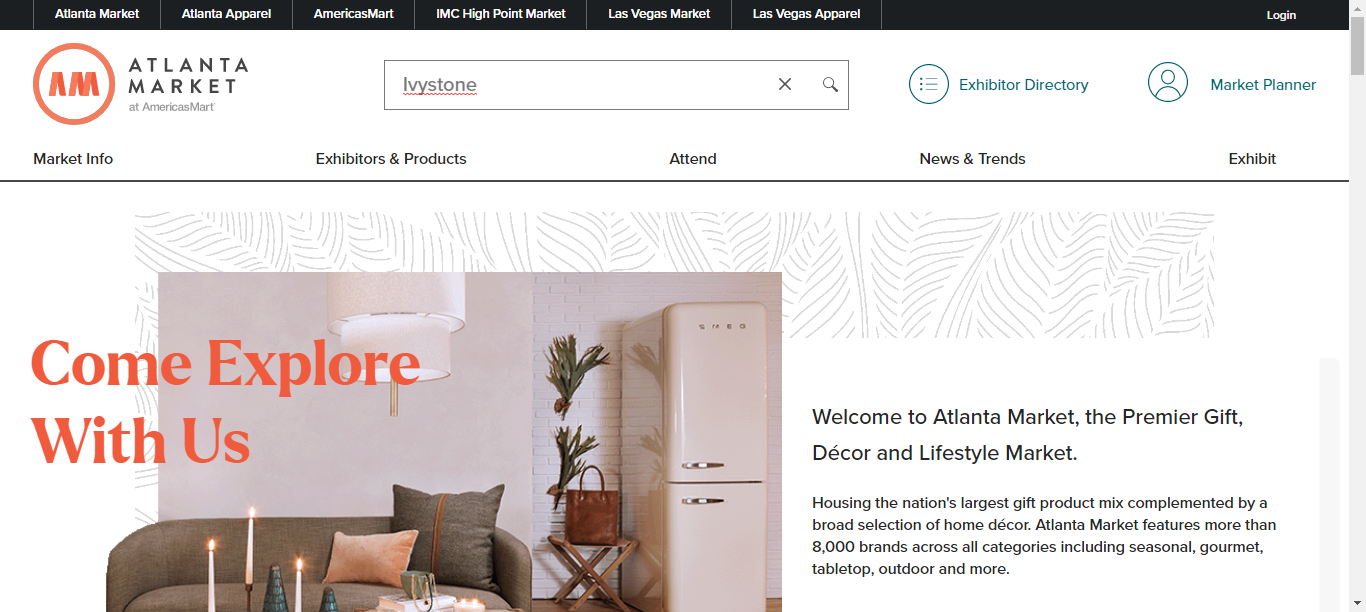 Atlanta Market
Atlanta Apparel
AmericasMart
IMC High Point Market
Las Vegas Market
Las Vegas Apparel
Login
ATLANTA
MARKET
at AmericasMart
Ivystone
Exhibitor Directory
Market Planner
Market Info
Exhibitors & Products
Attend
News & Trends
Exhibit
SMEG
Come Explore
With Us
Welcome to Atlanta Market, the Premier Gift,
Décor and Lifestyle Market.
Housing the nation's largest gift product mix complemented by a
broad selection of home décor. Atlanta Market features more than
8,000 brands across all categories including seasonal, gourmet,
tabletop, outdoor and more.